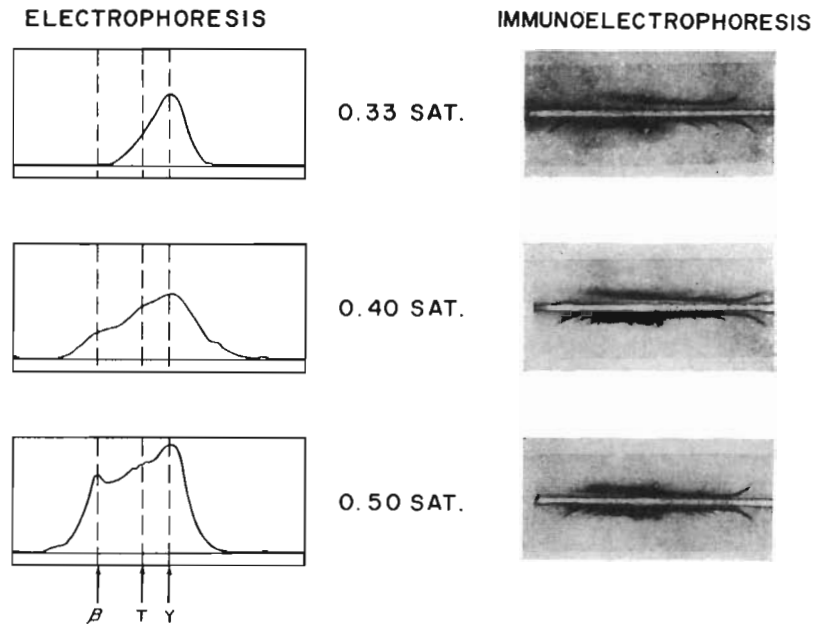 ELECTROPHORESIS
IMMUNOELECTROPHORESIS
0.33 SAT.
0.40 SAT.
0.50 SAT.
β T γ